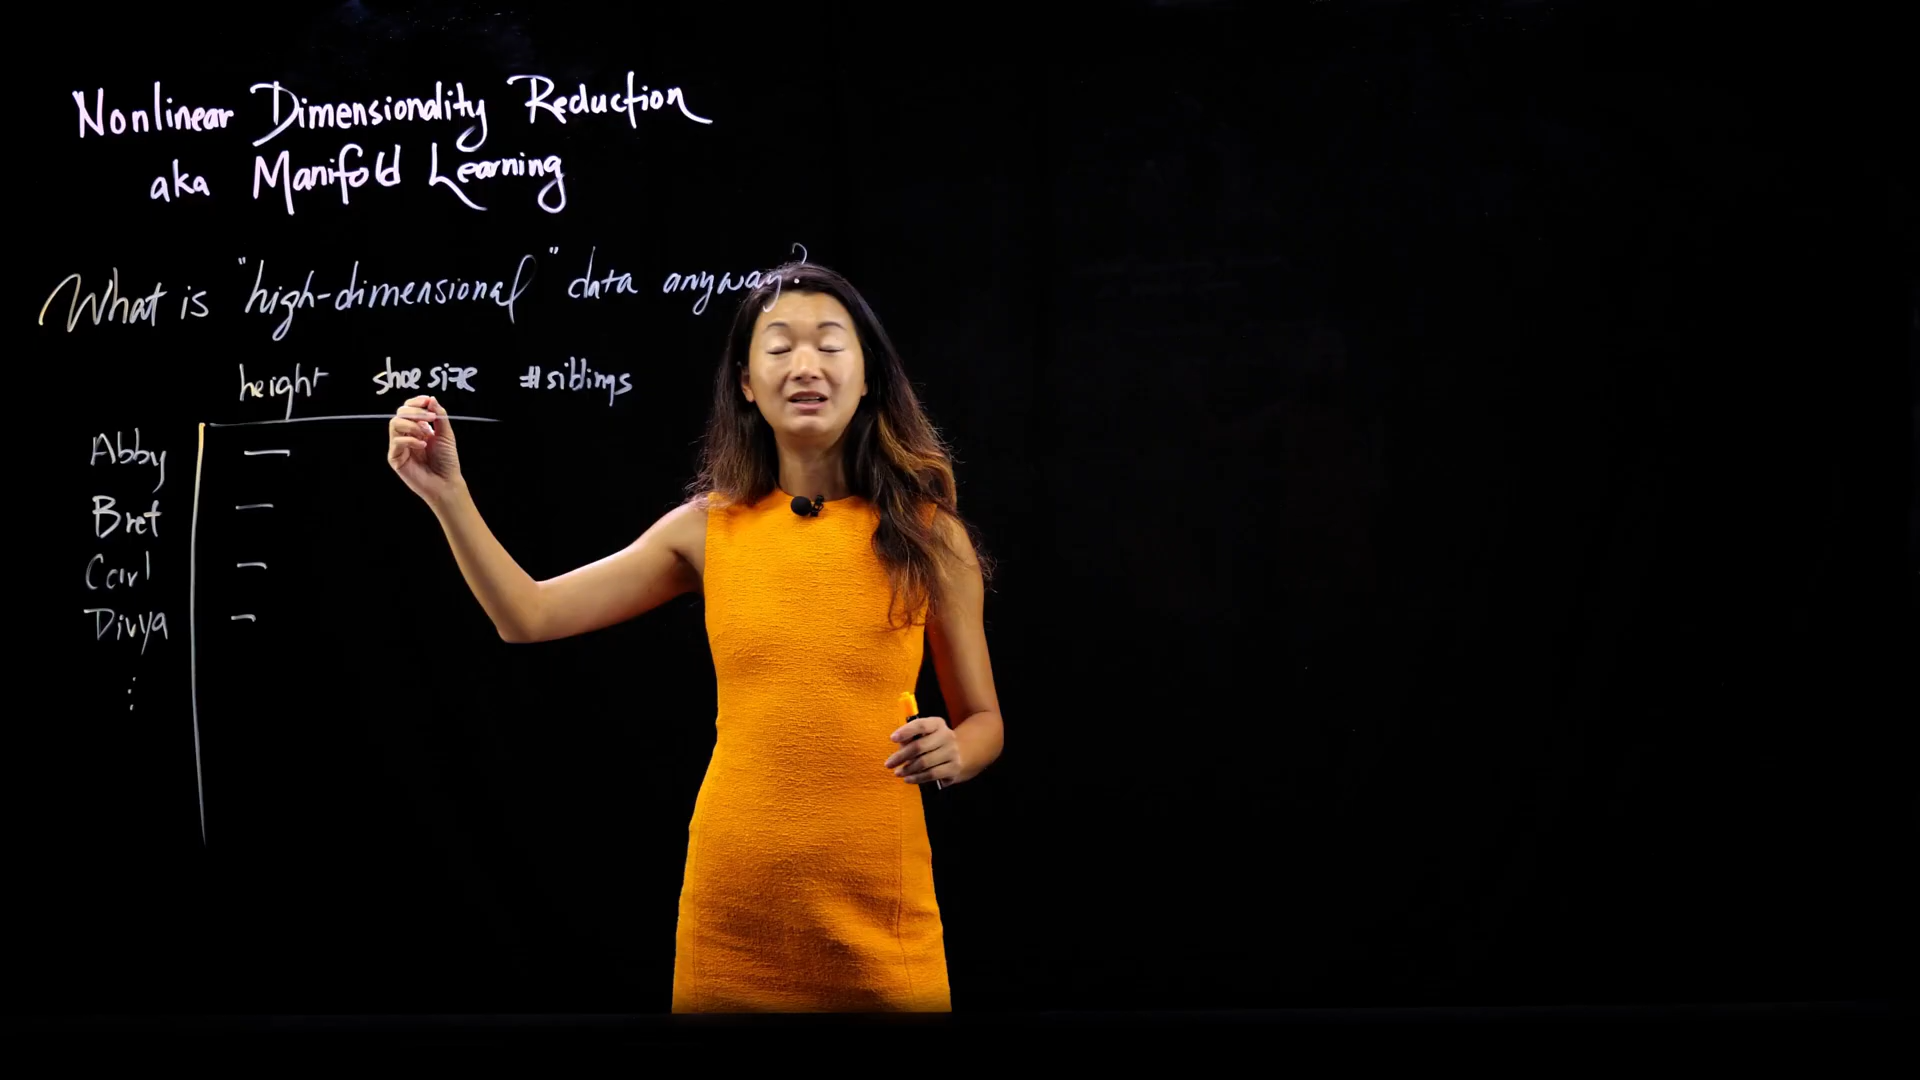 Nonlinear Dimensionality Reduction
aka Manifold Learning
What is "high-dimensional" data anyway?
height shoe size #siblings
Abby —
Bret —
Carl —
Divya —
⋮